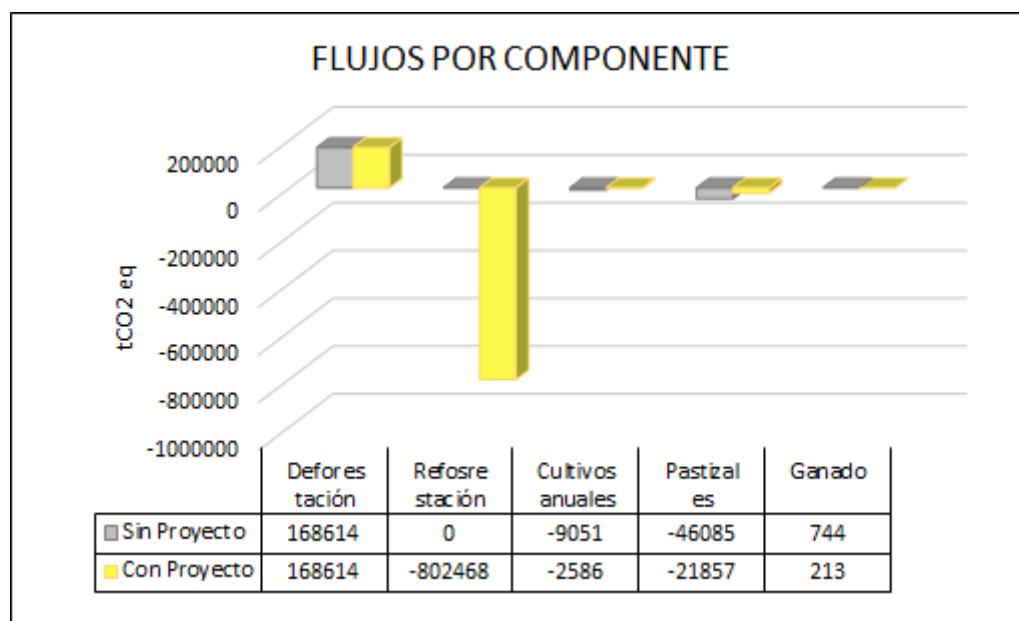 FLUJOS POR COMPONENTE
200000
0
-200000
-400000
-600000
-800000
-1000000
tCO2 eq
Defores
tación
Refosre
stación
Cultivos
anuales
Pastizal
es
Ganado
Sin Proyecto 168614 0 -9051 -46085 744
Con Proyecto 168614 -802468 -2586 -21857 213